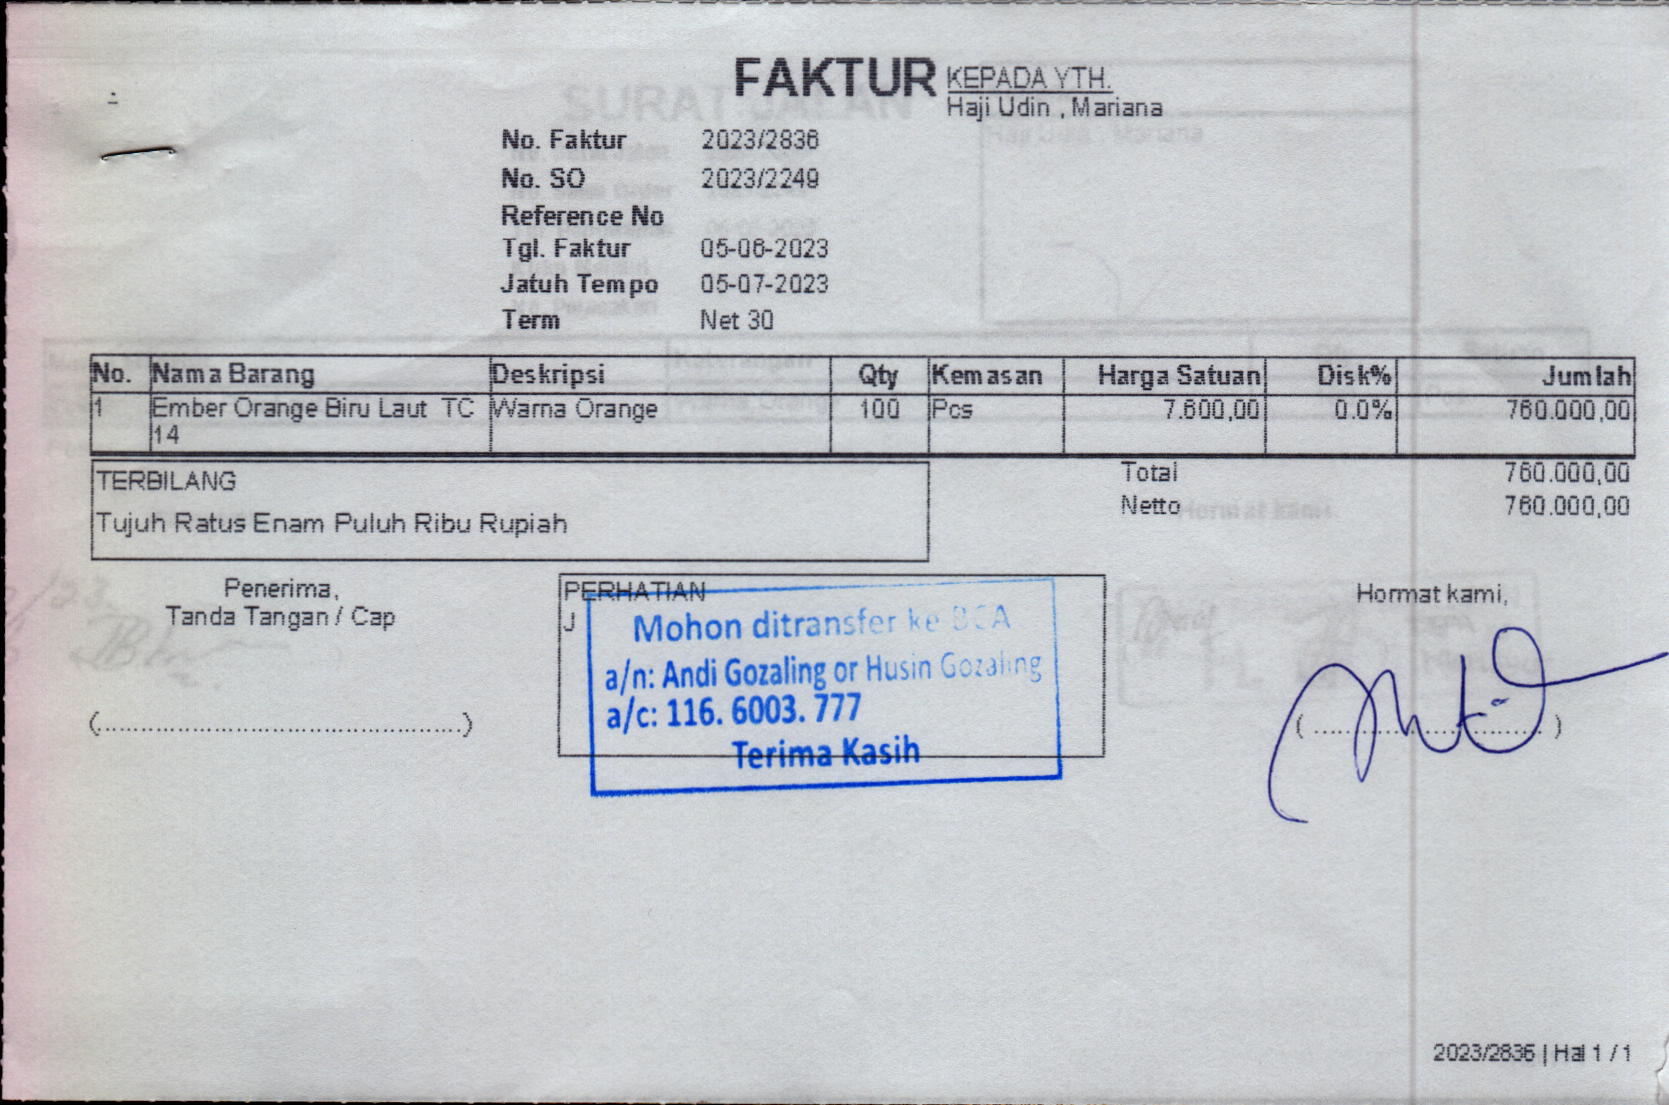 FAKTUR
KEPADA YTH.
Haji Udin , Mariana
No. Faktur 2023/2836
No. SO 2023/2249
Reference No
Tgl. Faktur 05-06-2023
Jatuh Tempo 05-07-2023
Term Net 30
No. Nama Barang Deskripsi Qty Kemasan Harga Satuan Disk% Jumlah
1 Ember Orange Biru Laut TC Warna Orange 100 Pcs 7.600,00 0.0% 760.000,00
14
TERBILANG
Tujuh Ratus Enam Puluh Ribu Rupiah
Total 760.000,00
Netto 760.000,00
Penerima,
Tanda Tangan / Cap
PERHATIAN
J
Mohon ditransfer ke BCA
a/n: Andi Gozaling or Husin Gozaling
a/c: 116. 6003. 777
Terima Kasih
Hormat kami,
(..................................................)
( .................................. )
2023/2836 | Hal 1 / 1